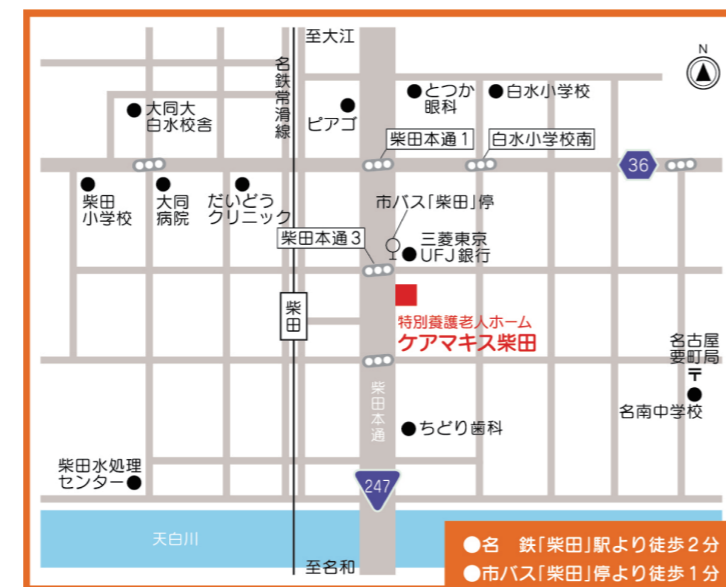 至大江
N
名鉄常滑線
大同大
白水校舎
ピアゴ
とつか
眼科
白水小学校
柴田本通1
白水小学校南
36
柴田
小学校
大同
病院
だいどう
クリニック
市バス「柴田」停
柴田本通3
三菱東京
UFJ銀行
柴田
特別養護老人ホーム
ケアマキス柴田
名古屋
要町局
〒
名南中学校
柴田本通
ちどり歯科
柴田水処理
センター
247
天白川
至名和
●名 鉄「柴田」駅より徒歩2分
●市バス「柴田」停より徒歩1分